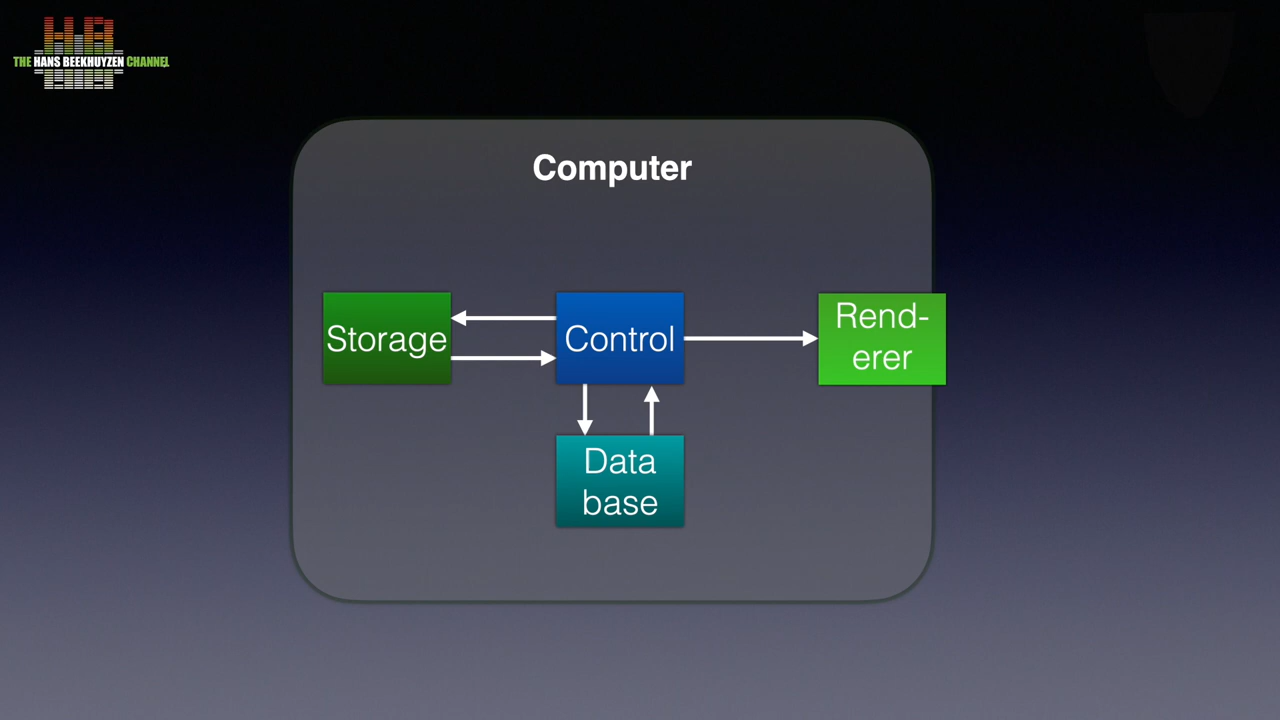 THE HANS BEEKHUYZEN CHANNEL
Computer
Storage
Control
Rend-
erer
Data
base